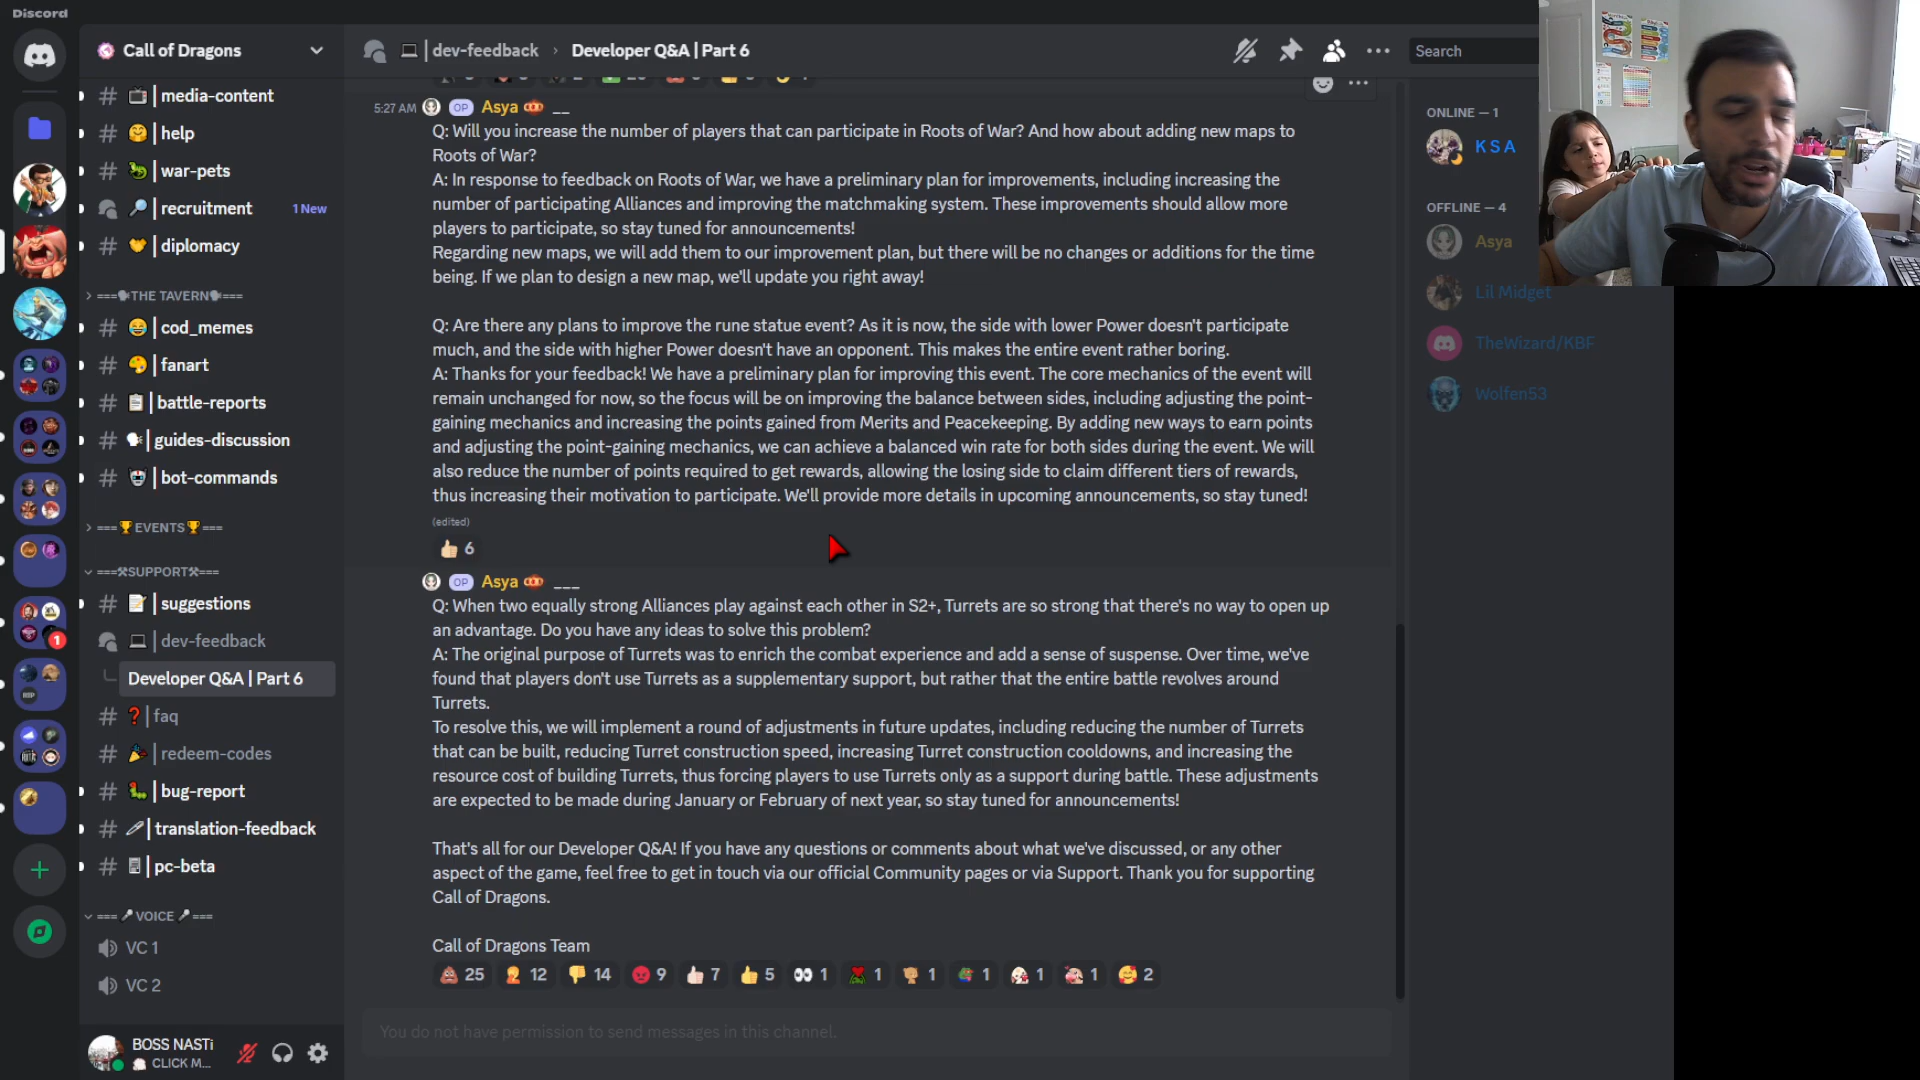 Discord
Call of Dragons
media-content
help
war-pets
recruitment 1 New
diplomacy
===THE TAVERN===
cod_memes
fanart
battle-reports
guides-discussion
bot-commands
===EVENTS===
===SUPPORT===
suggestions
dev-feedback
Developer Q&A | Part 6
faq
redeem-codes
bug-report
translation-feedback
pc-beta
=== VOICE ===
VC 1
VC 2
1
BOSS NASTi
CLICK M...
dev-feedback › Developer Q&A | Part 6
Search
5:27 AM OP Asya __
Q: Will you increase the number of players that can participate in Roots of War? And how about adding new maps to
Roots of War?
A: In response to feedback on Roots of War, we have a preliminary plan for improvements, including increasing the
number of participating Alliances and improving the matchmaking system. These improvements should allow more
players to participate, so stay tuned for announcements!
Regarding new maps, we will add them to our improvement plan, but there will be no changes or additions for the time
being. If we plan to design a new map, we'll update you right away!
Q: Are there any plans to improve the rune statue event? As it is now, the side with lower Power doesn't participate
much, and the side with higher Power doesn't have an opponent. This makes the entire event rather boring.
A: Thanks for your feedback! We have a preliminary plan for improving this event. The core mechanics of the event will
remain unchanged for now, so the focus will be on improving the balance between sides, including adjusting the point-
gaining mechanics and increasing the points gained from Merits and Peacekeeping. By adding new ways to earn points
and adjusting the point-gaining mechanics, we can achieve a balanced win rate for both sides during the event. We will
also reduce the number of points required to get rewards, allowing the losing side to claim different tiers of rewards,
thus increasing their motivation to participate. We'll provide more details in upcoming announcements, so stay tuned!
(edited)
6
OP Asya ___
Q: When two equally strong Alliances play against each other in S2+, Turrets are so strong that there's no way to open up
an advantage. Do you have any ideas to solve this problem?
A: The original purpose of Turrets was to enrich the combat experience and add a sense of suspense. Over time, we've
found that players don't use Turrets as a supplementary support, but rather that the entire battle revolves around
Turrets.
To resolve this, we will implement a round of adjustments in future updates, including reducing the number of Turrets
that can be built, reducing Turret construction speed, increasing Turret construction cooldowns, and increasing the
resource cost of building Turrets, thus forcing players to use Turrets only as a support during battle. These adjustments
are expected to be made during January or February of next year, so stay tuned for announcements!
That's all for our Developer Q&A! If you have any questions or comments about what we've discussed, or any other
aspect of the game, feel free to get in touch via our official Community pages or via Support. Thank you for supporting
Call of Dragons.
Call of Dragons Team
25 12 14 9 7 5 1 1 1 1 1 1 2
You do not have permission to send messages in this channel.
ONLINE — 1
K S A
OFFLINE — 4
Asya
Lil Midget
TheWizard/KBF
Wolfen53